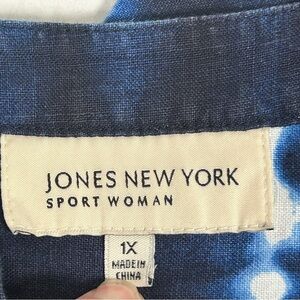 JONES NEW YORK
SPORT WOMAN
1X
MADE IN
CHINA